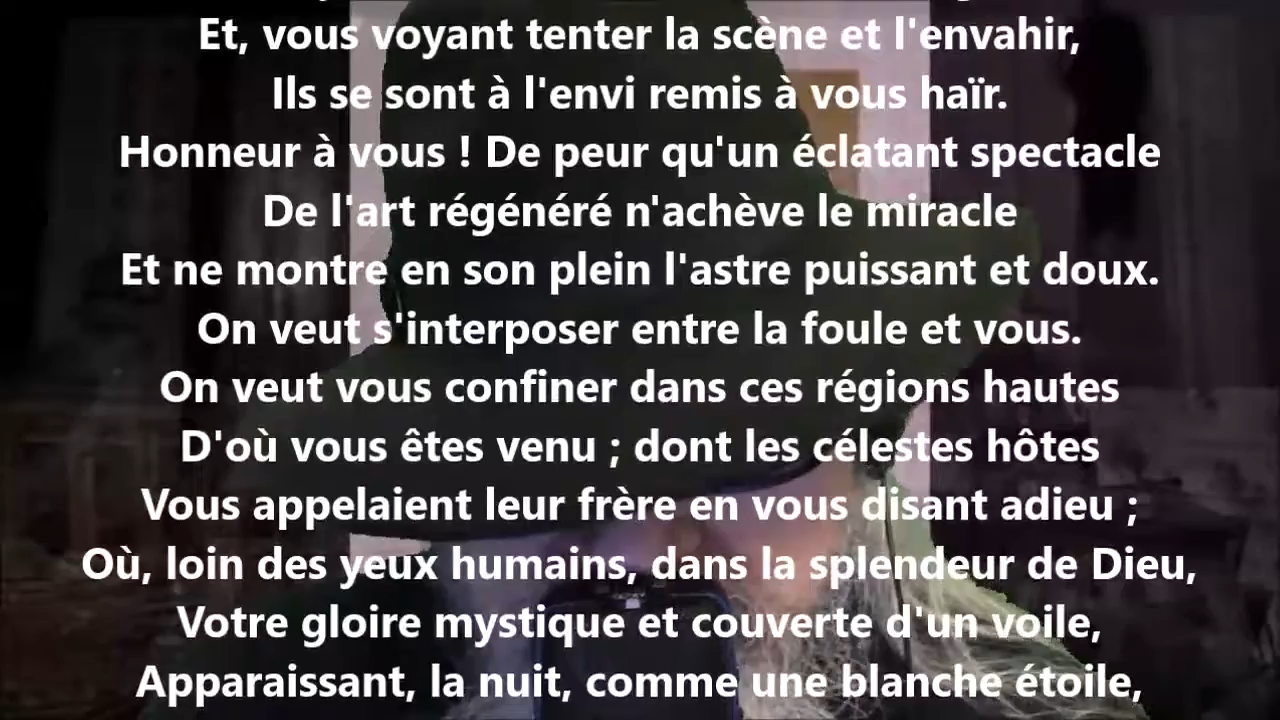 Et, vous voyant tenter la scène et l'envahir,
Ils se sont à l'envi remis à vous haïr.
Honneur à vous ! De peur qu'un éclatant spectacle
De l'art régénéré n'achève le miracle
Et ne montre en son plein l'astre puissant et doux.
On veut s'interposer entre la foule et vous.
On veut vous confiner dans ces régions hautes
D'où vous êtes venu ; dont les célestes hôtes
Vous appelaient leur frère en vous disant adieu ;
Où, loin des yeux humains, dans la splendeur de Dieu,
Votre gloire mystique et couverte d'un voile,
Apparaissant, la nuit, comme une blanche étoile,